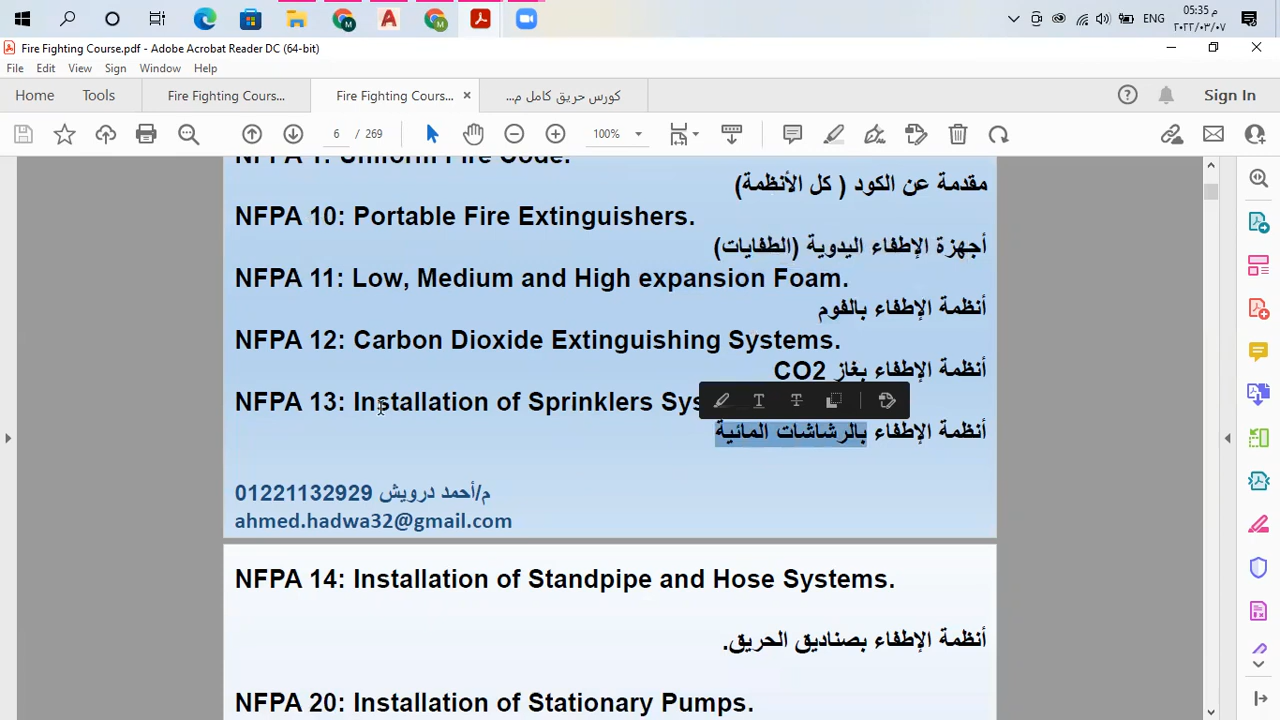 م 05:35
ENG
٢٠٢٢/٠٣/٠٧
Fire Fighting Course.pdf - Adobe Acrobat Reader DC (64-bit)
File Edit View Sign Window Help
Home Tools Fire Fighting Cours... Fire Fighting Cours... كورس حريق كامل م... Sign In
6 / 269 100%
NFPA 1: Uniform Fire Code.
مقدمة عن الكود ( كل الأنظمة)
NFPA 10: Portable Fire Extinguishers.
أجهزة الإطفاء اليدوية (الطفايات)
NFPA 11: Low, Medium and High expansion Foam.
أنظمة الإطفاء بالفوم
NFPA 12: Carbon Dioxide Extinguishing Systems.
أنظمة الإطفاء بغاز CO2
NFPA 13: Installation of Sprinklers Sys
أنظمة الإطفاء بالرشاشات المائية
م/أحمد درويش 01221132929
ahmed.hadwa32@gmail.com
NFPA 14: Installation of Standpipe and Hose Systems.
أنظمة الإطفاء بصناديق الحريق.
NFPA 20: Installation of Stationary Pumps.